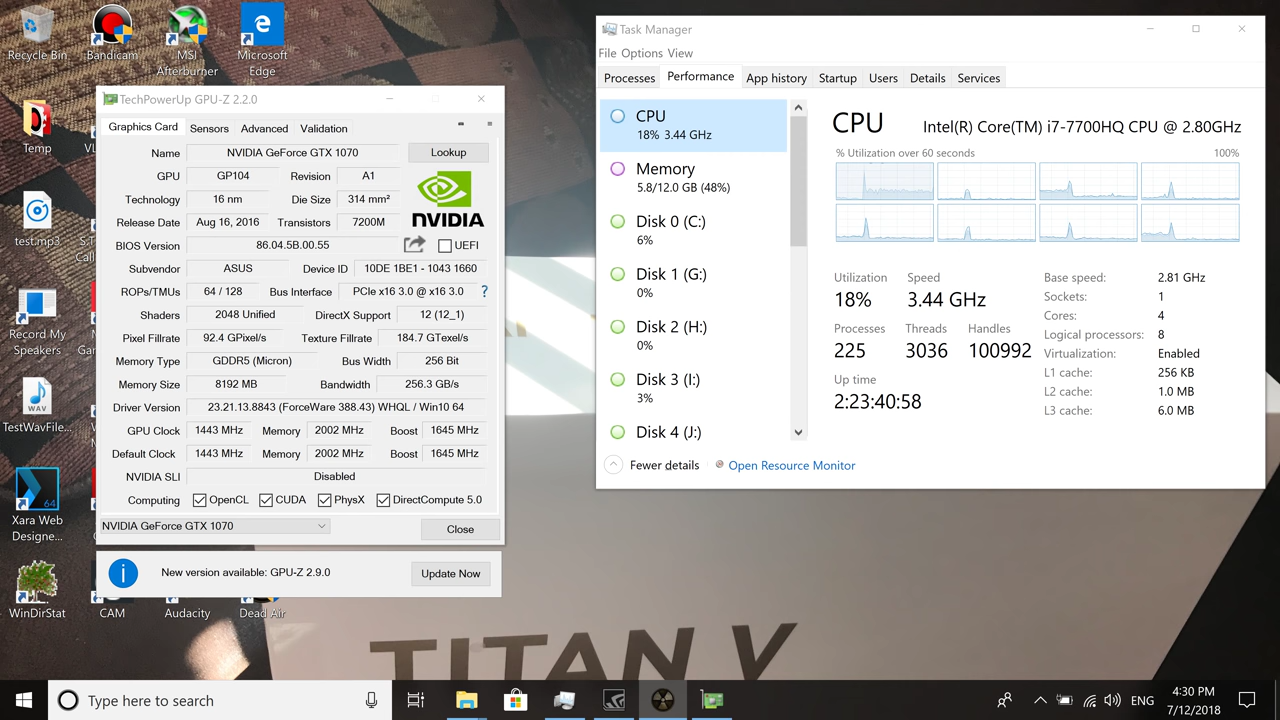 Recycle Bin
Bandicam
MSI
Afterburner
Microsoft
Edge
Temp
VL
test.mp3
S.T
Cal
Record My
Speakers
M
Gan
TestWavFile...
Xara Web
Designe...
C
WinDirStat
CAM
Audacity
Dead Air
64
TechPowerUp GPU-Z 2.2.0
Graphics Card Sensors Advanced Validation
Name NVIDIA GeForce GTX 1070 Lookup
GPU GP104 Revision A1
Technology 16 nm Die Size 314 mm²
Release Date Aug 16, 2016 Transistors 7200M
NVIDIA
BIOS Version 86.04.5B.00.55 UEFI
Subvendor ASUS Device ID 10DE 1BE1 - 1043 1660
ROPs/TMUs 64 / 128 Bus Interface PCIe x16 3.0 @ x16 3.0 ?
Shaders 2048 Unified DirectX Support 12 (12_1)
Pixel Fillrate 92.4 GPixel/s Texture Fillrate 184.7 GTexel/s
Memory Type GDDR5 (Micron) Bus Width 256 Bit
Memory Size 8192 MB Bandwidth 256.3 GB/s
Driver Version 23.21.13.8843 (ForceWare 388.43) WHQL / Win10 64
GPU Clock 1443 MHz Memory 2002 MHz Boost 1645 MHz
Default Clock 1443 MHz Memory 2002 MHz Boost 1645 MHz
NVIDIA SLI Disabled
Computing OpenCL CUDA PhysX DirectCompute 5.0
NVIDIA GeForce GTX 1070 Close
New version available: GPU-Z 2.9.0 Update Now
Task Manager
File Options View
Processes Performance App history Startup Users Details Services
CPU
18% 3.44 GHz
Memory
5.8/12.0 GB (48%)
Disk 0 (C:)
6%
Disk 1 (G:)
0%
Disk 2 (H:)
0%
Disk 3 (I:)
3%
Disk 4 (J:)
CPU Intel(R) Core(TM) i7-7700HQ CPU @ 2.80GHz
% Utilization over 60 seconds 100%
Utilization Speed
18% 3.44 GHz
Processes Threads Handles
225 3036 100992
Up time
2:23:40:58
Base speed: 2.81 GHz
Sockets: 1
Cores: 4
Logical processors: 8
Virtualization: Enabled
L1 cache: 256 KB
L2 cache: 1.0 MB
L3 cache: 6.0 MB
Fewer details Open Resource Monitor
TITAN V
Type here to search
ENG
4:30 PM
7/12/2018